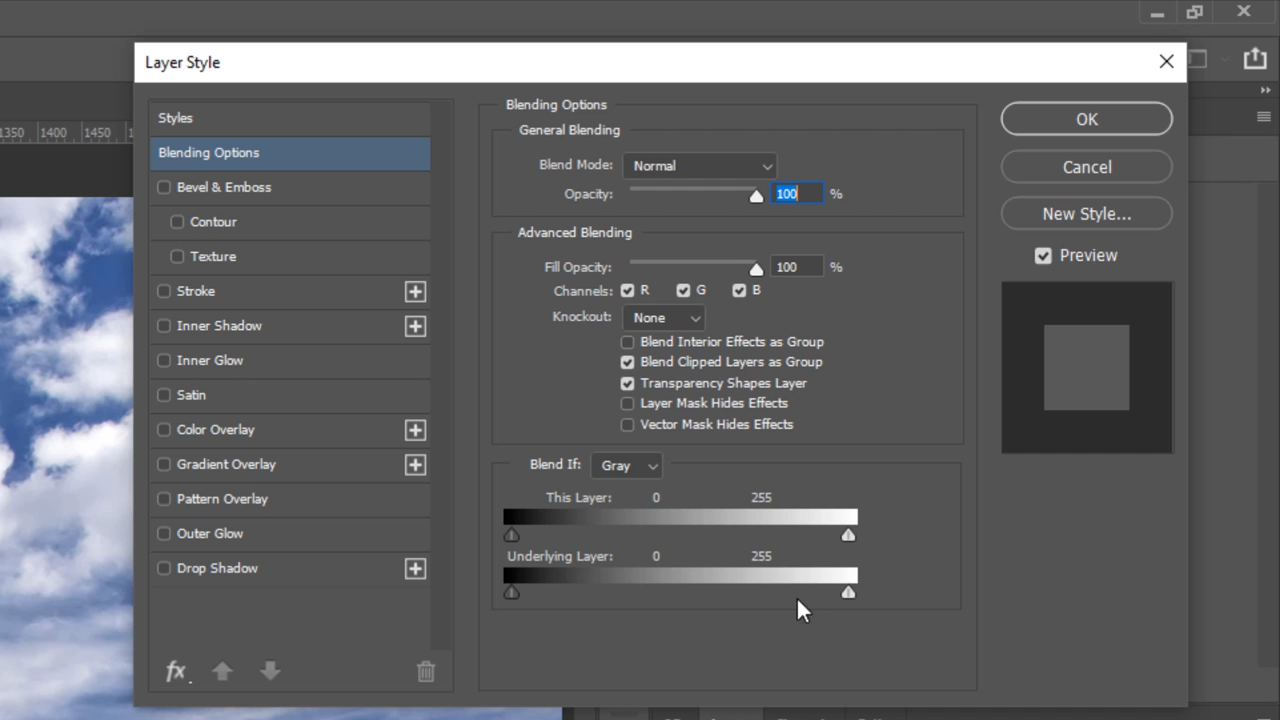 Layer Style
1350 1400 1450
Styles
Blending Options
Bevel & Emboss
Contour
Texture
Stroke
Inner Shadow
Inner Glow
Satin
Color Overlay
Gradient Overlay
Pattern Overlay
Outer Glow
Drop Shadow
fx.
Blending Options
General Blending
Blend Mode: Normal
Opacity: 100 %
Advanced Blending
Fill Opacity: 100 %
Channels: R G B
Knockout: None
Blend Interior Effects as Group
Blend Clipped Layers as Group
Transparency Shapes Layer
Layer Mask Hides Effects
Vector Mask Hides Effects
Blend If: Gray
This Layer: 0 255
Underlying Layer: 0 255
OK
Cancel
New Style...
Preview